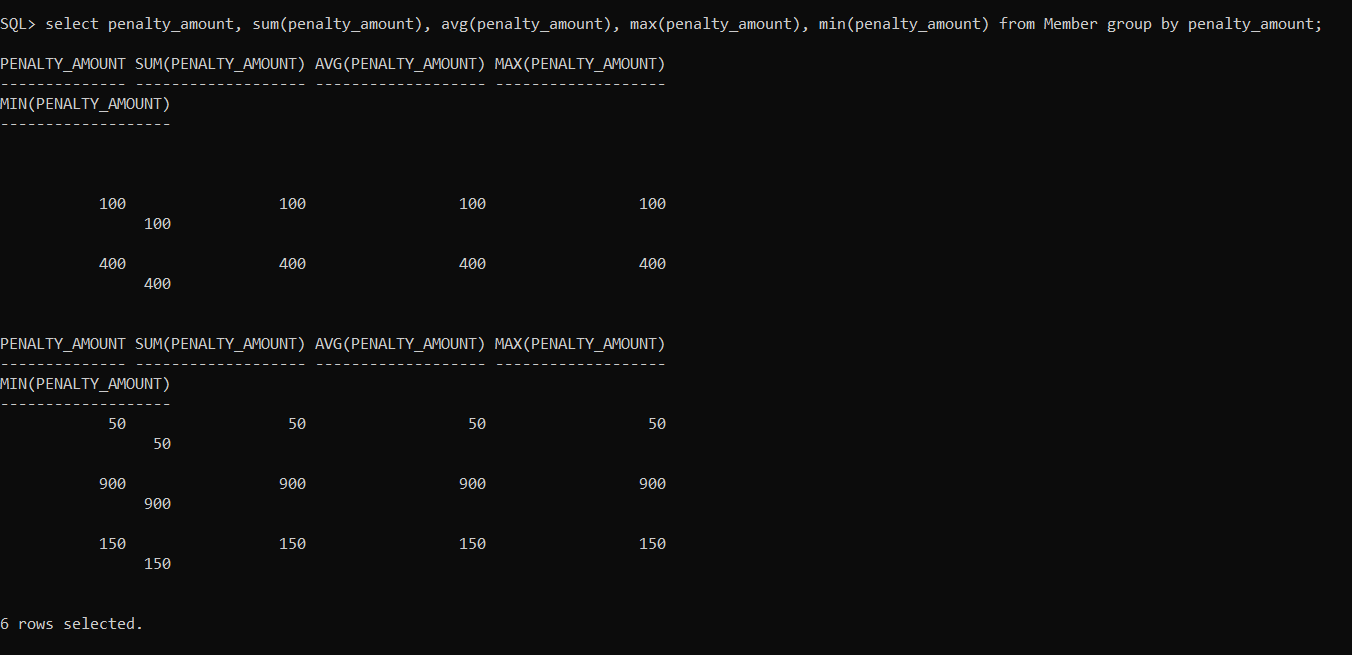 SQL> select penalty_amount, sum(penalty_amount), avg(penalty_amount), max(penalty_amount), min(penalty_amount) from Member group by penalty_amount;
PENALTY_AMOUNT SUM(PENALTY_AMOUNT) AVG(PENALTY_AMOUNT) MAX(PENALTY_AMOUNT)
-------------- ------------------- ------------------- -------------------
MIN(PENALTY_AMOUNT)
-------------------
100 100 100 100
100
400 400 400 400
400
PENALTY_AMOUNT SUM(PENALTY_AMOUNT) AVG(PENALTY_AMOUNT) MAX(PENALTY_AMOUNT)
-------------- ------------------- ------------------- -------------------
MIN(PENALTY_AMOUNT)
-------------------
50 50 50 50
50
900 900 900 900
900
150 150 150 150
150
6 rows selected.